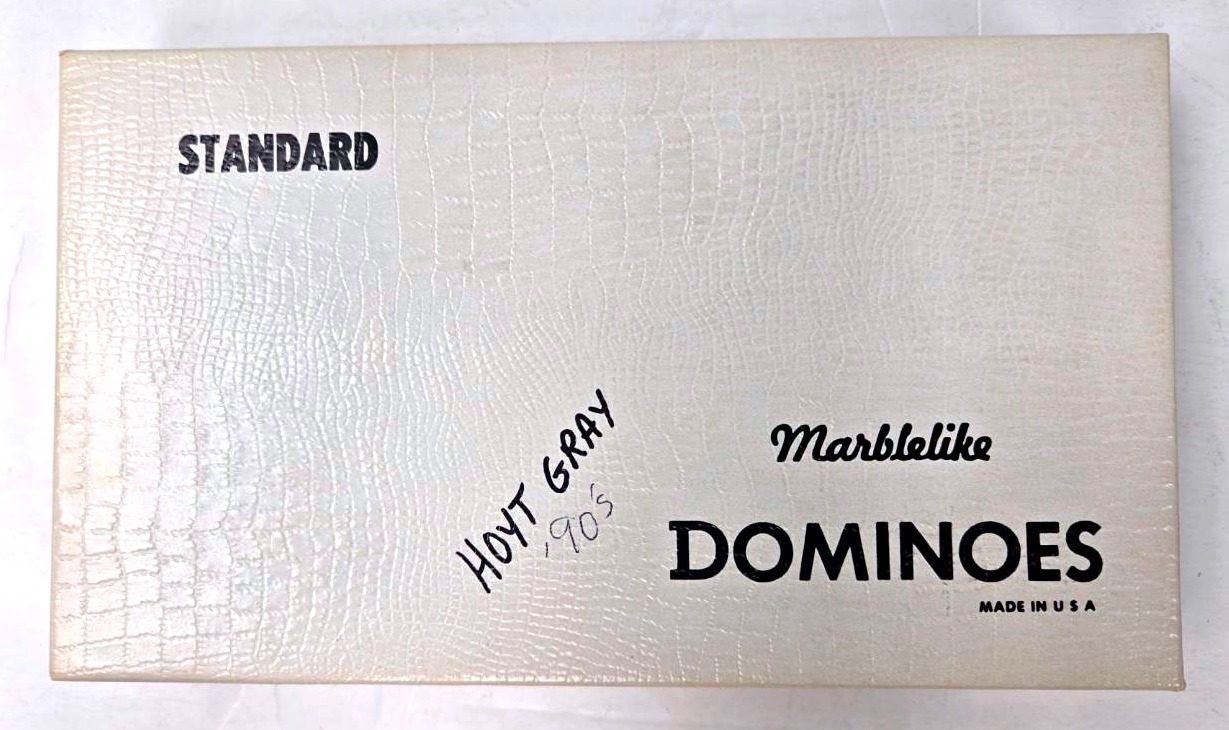 STANDARD
HOYT GRAY
'90's
Marblelike
DOMINOES
MADE IN U S A